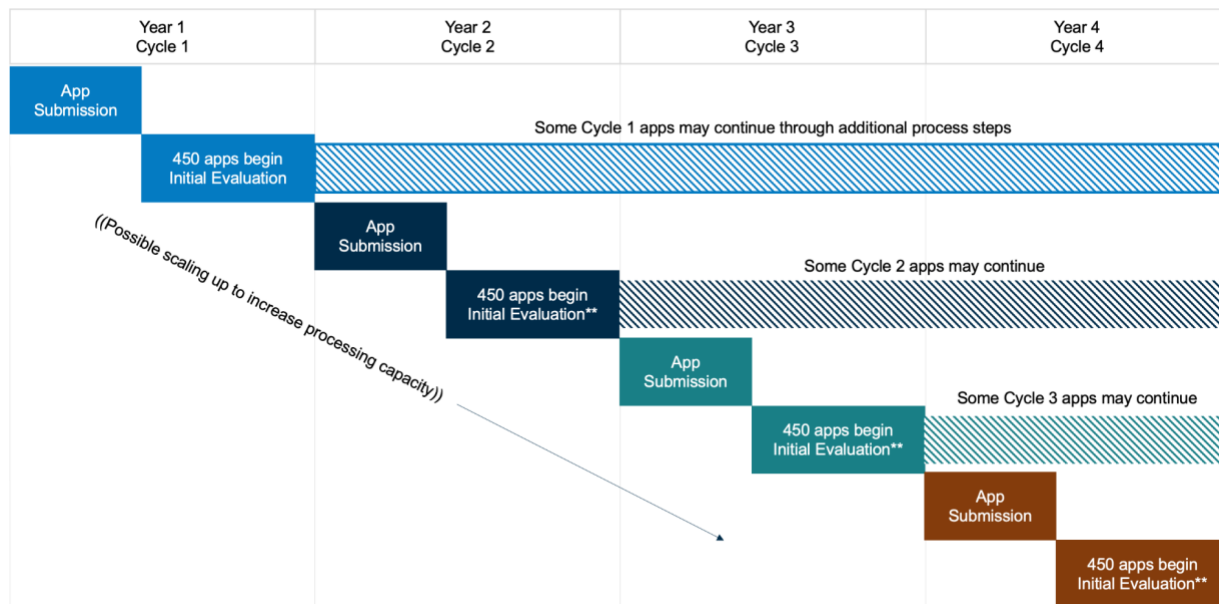 Year 1
Cycle 1
Year 2
Cycle 2
Year 3
Cycle 3
Year 4
Cycle 4
App
Submission
Some Cycle 1 apps may continue through additional process steps
450 apps begin
Initial Evaluation
((Possible scaling up to increase processing capacity))
App
Submission
Some Cycle 2 apps may continue
450 apps begin
Initial Evaluation**
App
Submission
Some Cycle 3 apps may continue
450 apps begin
Initial Evaluation**
App
Submission
450 apps begin
Initial Evaluation**